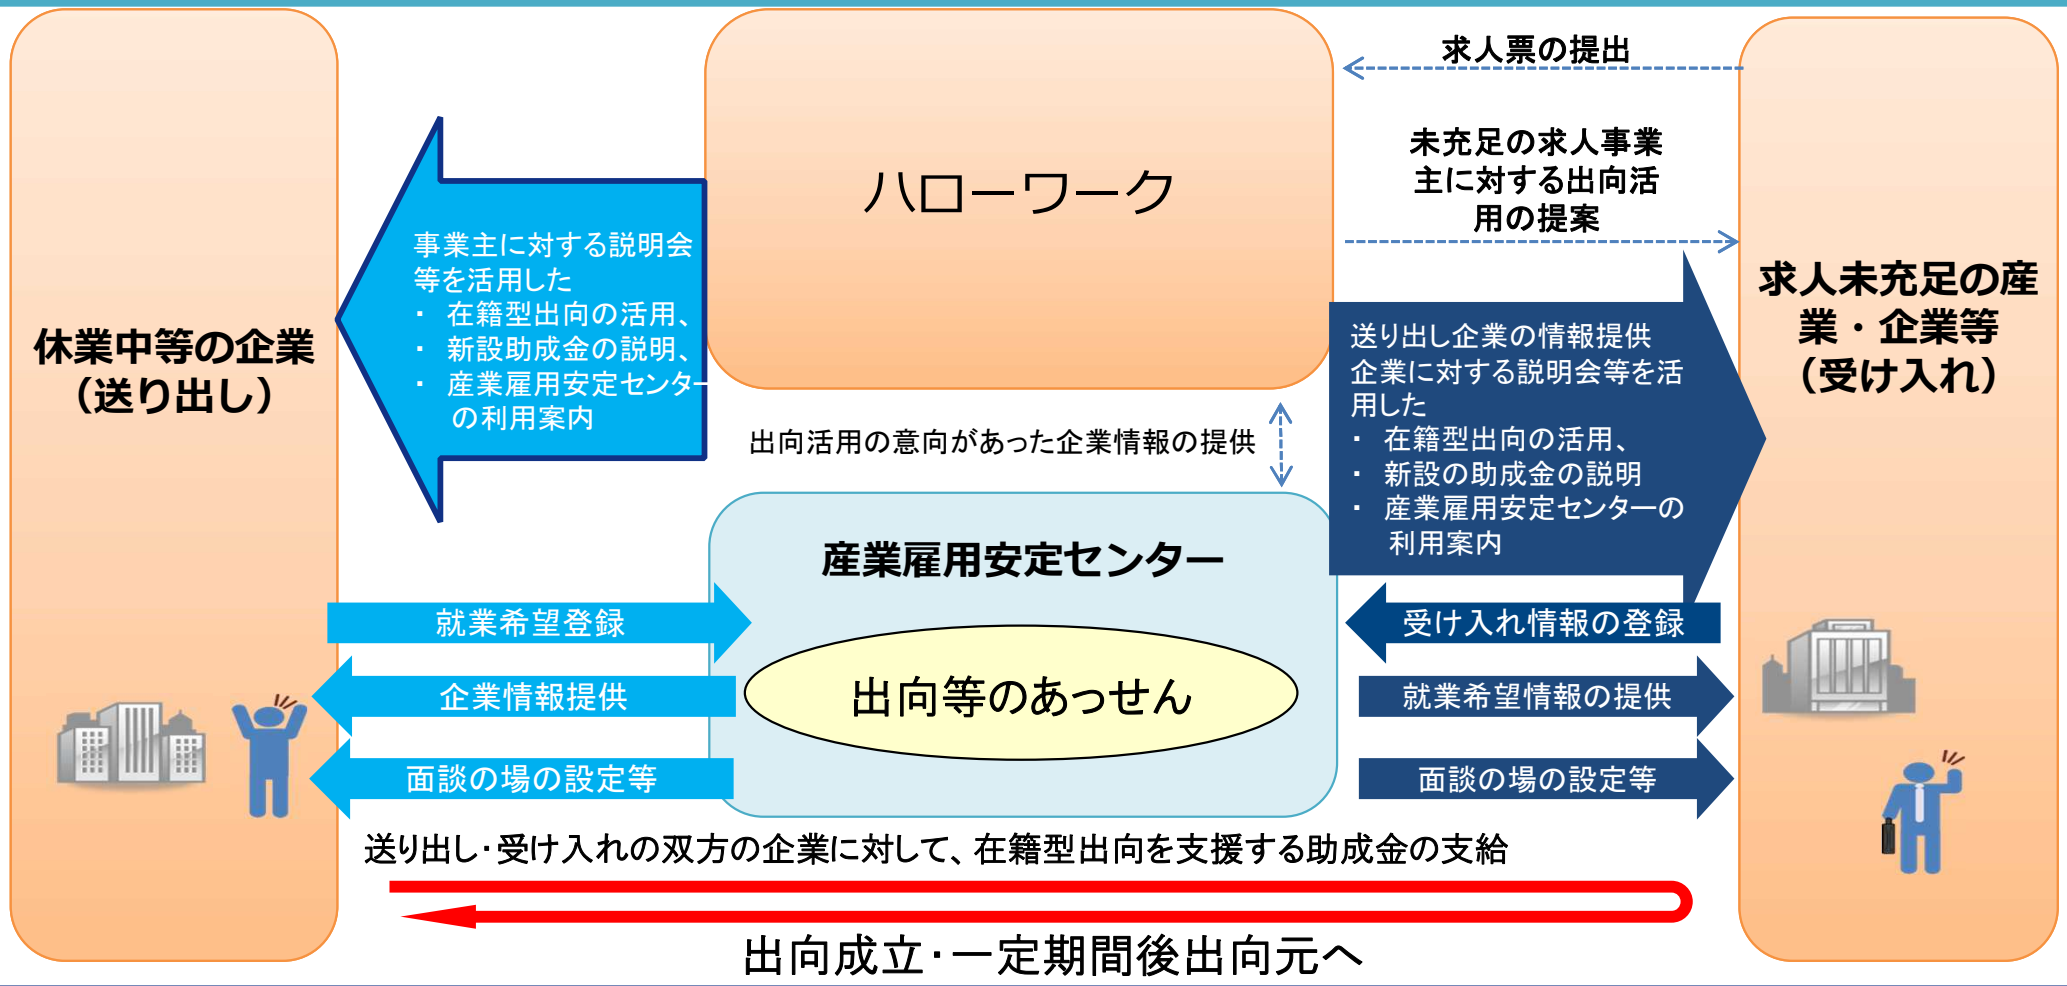 休業中等の企業
（送り出し）
事業主に対する説明会
等を活用した
・ 在籍型出向の活用、
・ 新設助成金の説明、
・ 産業雇用安定センター
の利用案内
ハローワーク
求人票の提出
未充足の求人事業
主に対する出向活
用の提案
求人未充足の産
業・企業等
（受け入れ）
送り出し企業の情報提供
企業に対する説明会等を活
用した
・ 在籍型出向の活用、
・ 新設の助成金の説明
・ 産業雇用安定センターの
利用案内
出向活用の意向があった企業情報の提供
産業雇用安定センター
出向等のあっせん
就業希望登録
企業情報提供
面談の場の設定等
受け入れ情報の登録
就業希望情報の提供
面談の場の設定等
送り出し・受け入れの双方の企業に対して、在籍型出向を支援する助成金の支給
出向成立・一定期間後出向元へ